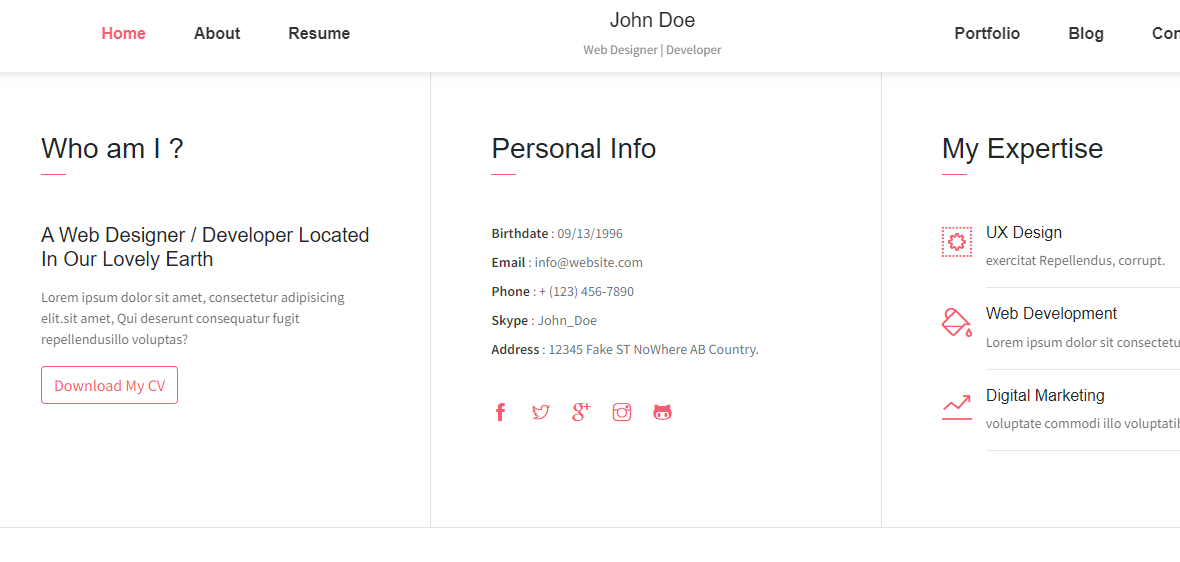 Home
About
Resume
John Doe
Web Designer | Developer
Portfolio
Blog
Who am I ?
A Web Designer / Developer Located
In Our Lovely Earth
Lorem ipsum dolor sit amet, consectetur adipisicing
elit.sit amet, Qui deserunt consequatur fugit
repellendusillo voluptas?
Download My CV
Personal Info
Birthdate : 09/13/1996
Email : info@website.com
Phone : + (123) 456-7890
Skype : John_Doe
Address : 12345 Fake ST NoWhere AB Country.
My Expertise
UX Design
exercitat Repellendus, corrupt.
Web Development
Lorem ipsum dolor sit
Digital Marketing
voluptate commodi illo